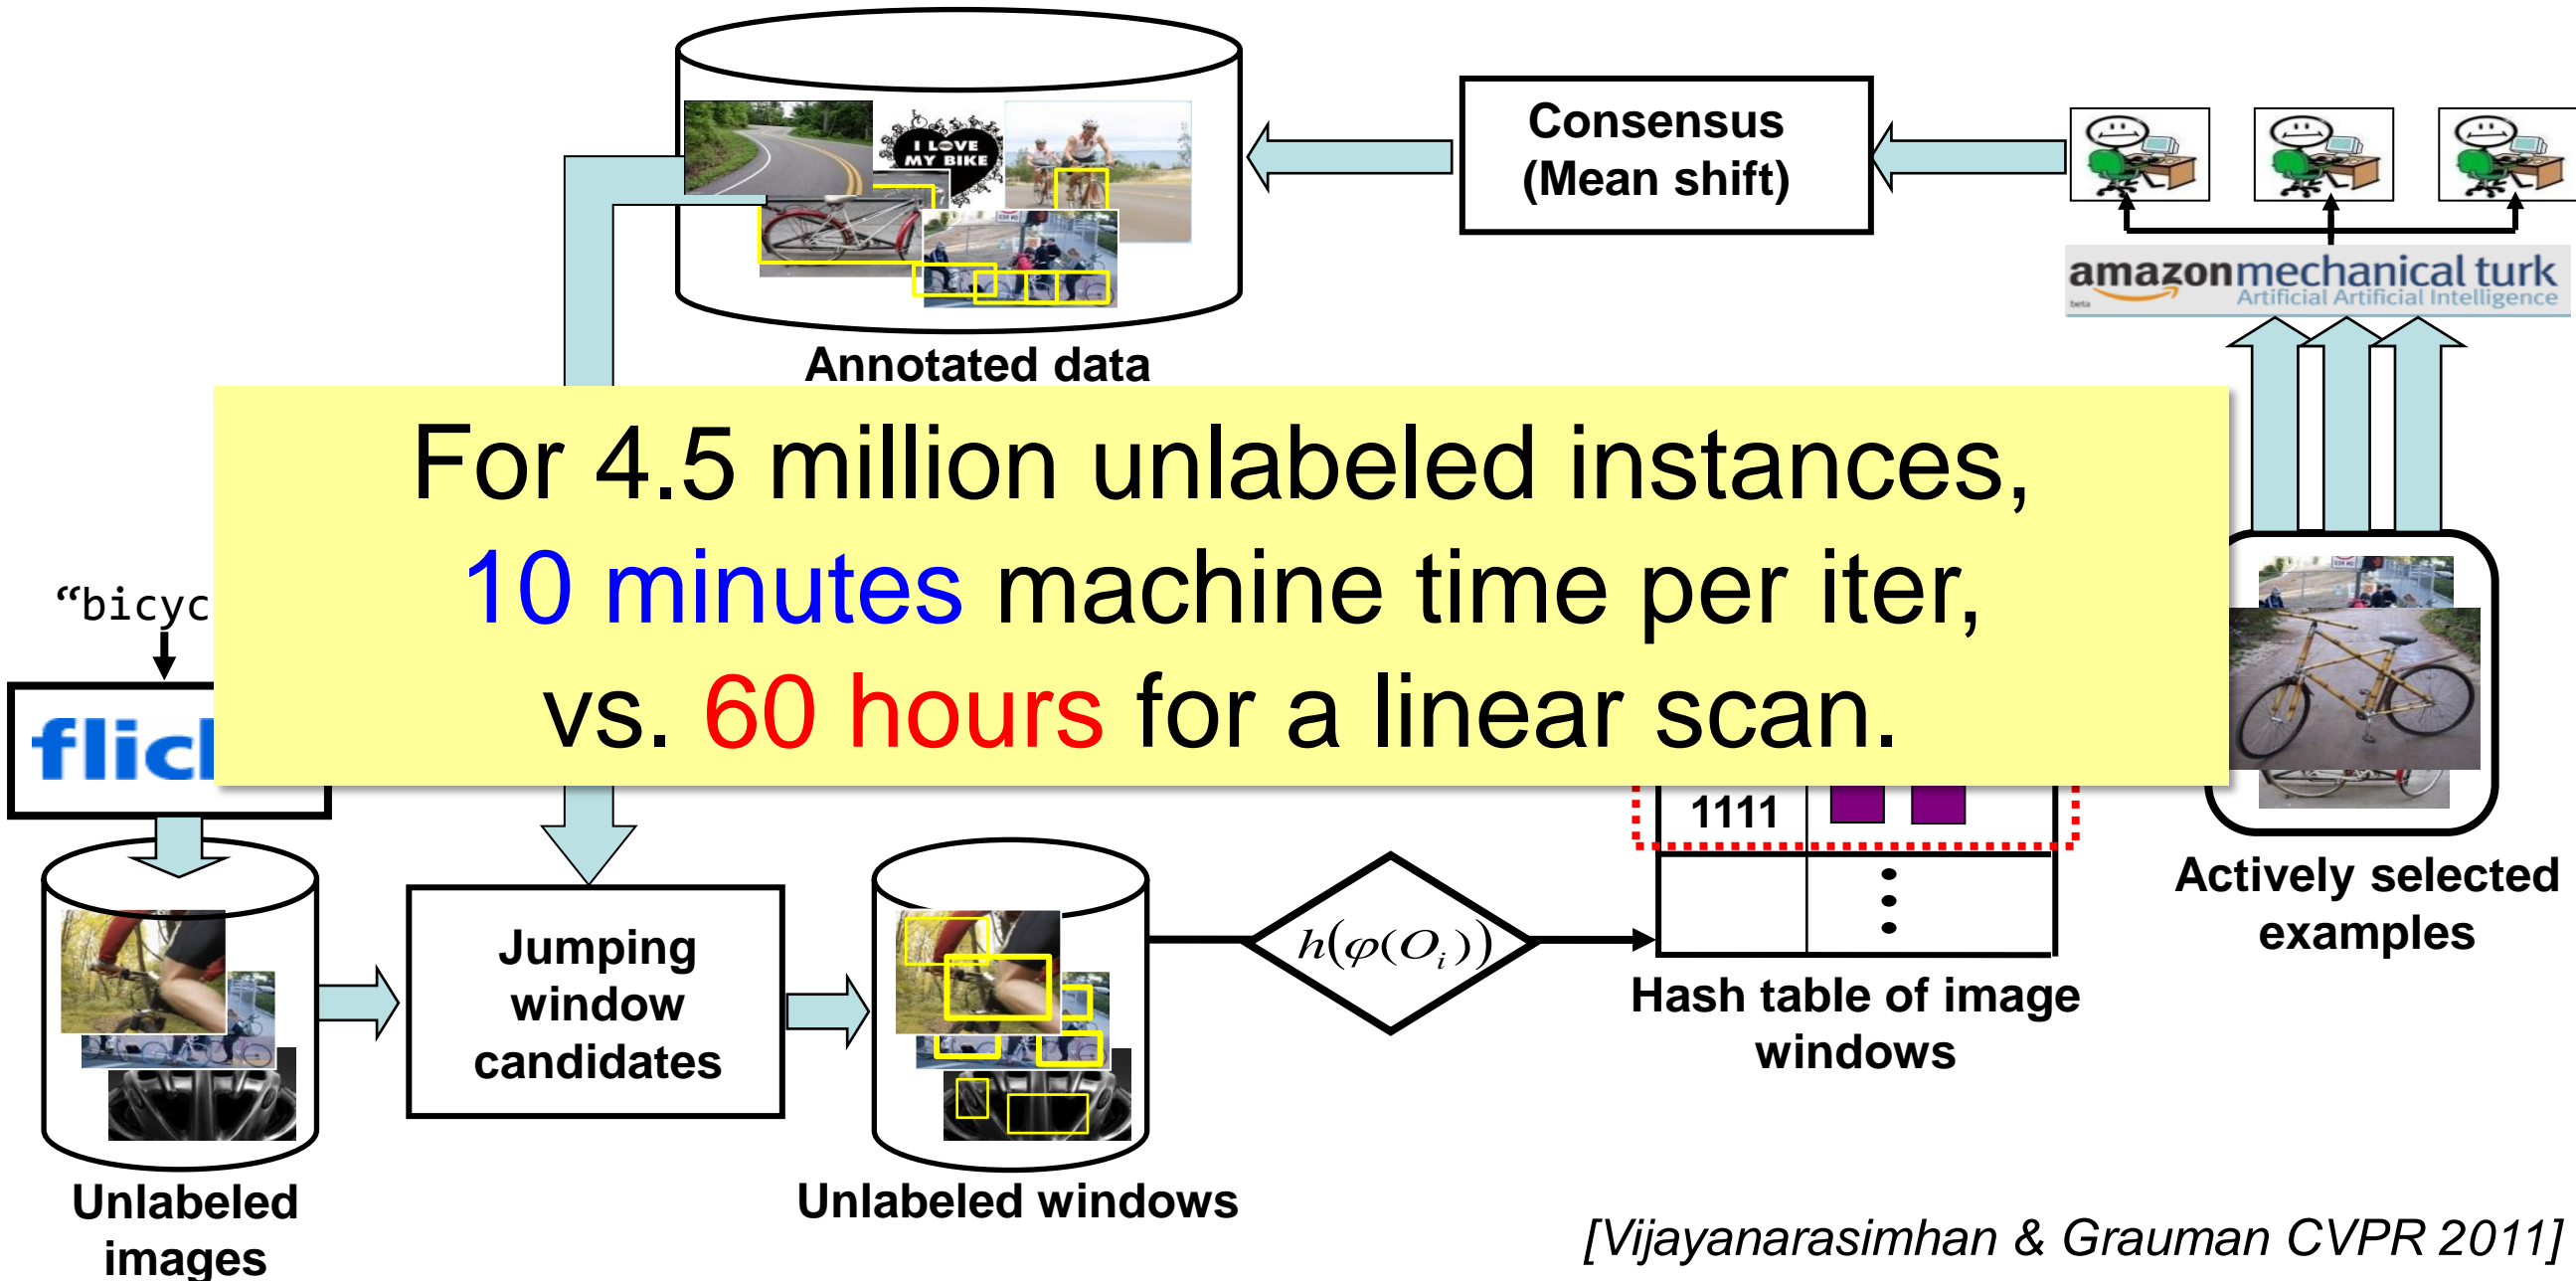 I LOVE
MY BIKE
Consensus
(Mean shift)
amazonmechanical turk
beta
Artificial Artificial Intelligence
Annotated data
For 4.5 million unlabeled instances,
10 minutes machine time per iter,
vs. 60 hours for a linear scan.
“bicyc
flic
1111
Actively selected
examples
Jumping
window
candidates
h(φ(Oᵢ))
Hash table of image
windows
Unlabeled
images
Unlabeled windows
[Vijayanarasimhan & Grauman CVPR 2011]